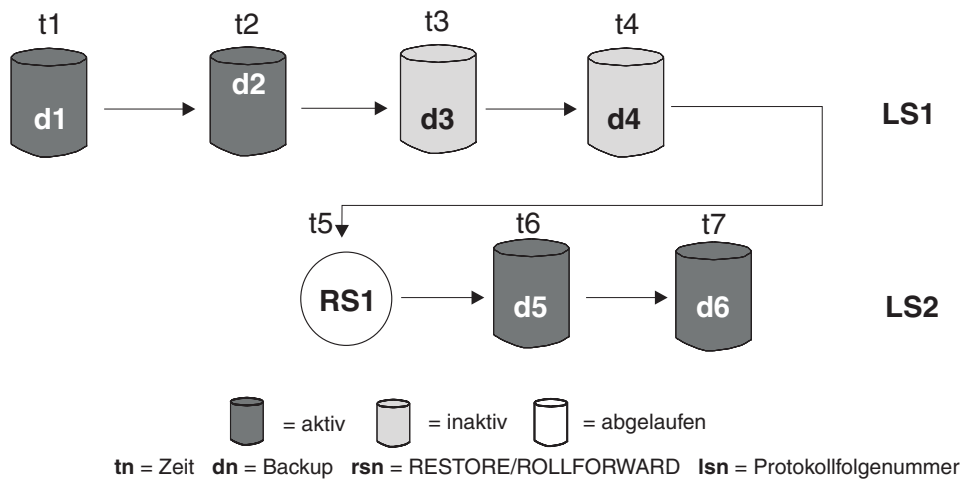 t1 t2 t3 t4
d1 d2 d3 d4 LS1
t5 t6 t7
RS1 d5 d6 LS2
= aktiv = inaktiv = abgelaufen
tn = Zeit dn = Backup rsn = RESTORE/ROLLFORWARD lsn = Protokollfolgenummer